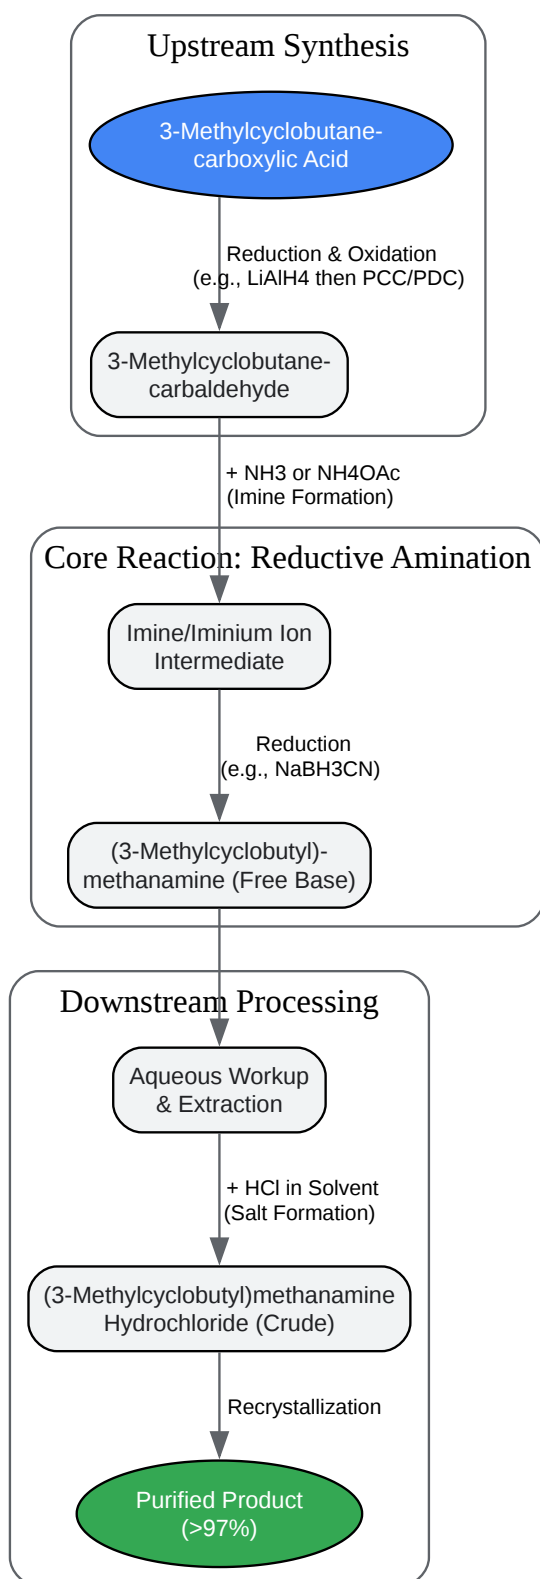 Upstream Synthesis
3-Methylcyclobutane-
carboxylic Acid
Reduction & Oxidation
(e.g., LiAlH4 then PCC/PDC)
3-Methylcyclobutane-
carbaldehyde
+ NH3 or NH4OAc
(Imine Formation)
Core Reaction: Reductive Amination
Imine/Iminium Ion
Intermediate
Reduction
(e.g., NaBH3CN)
(3-Methylcyclobutyl)-
methanamine (Free Base)
Downstream Processing
Aqueous Workup
& Extraction
+ HCl in Solvent
(Salt Formation)
(3-Methylcyclobutyl)methanamine
Hydrochloride (Crude)
Recrystallization
Purified Product
(>97%)